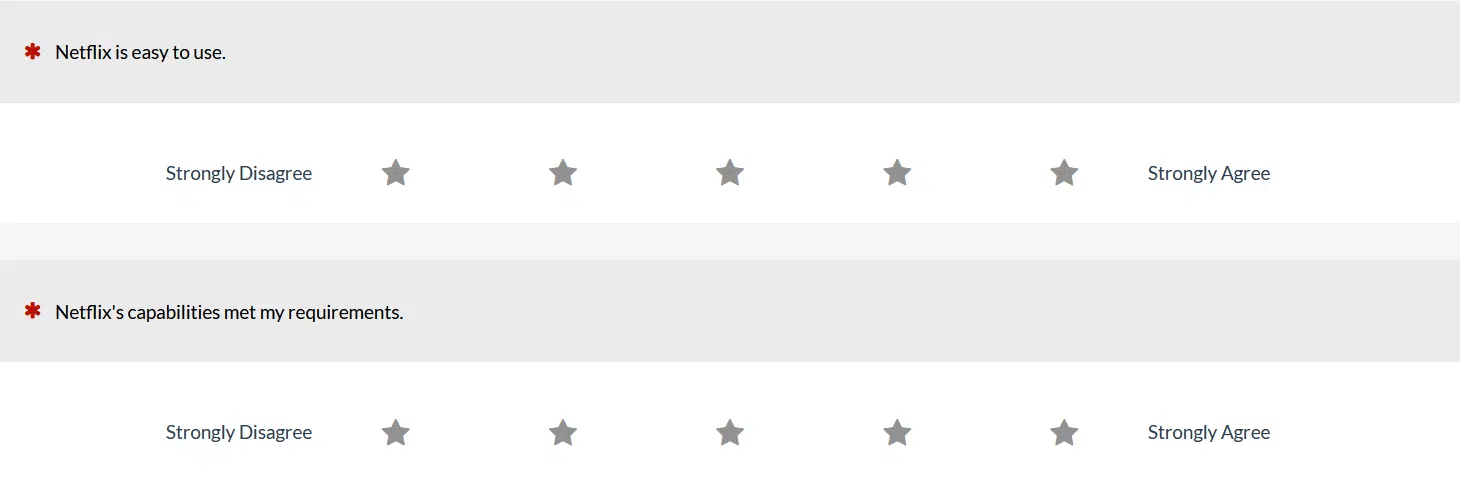 ✱ Netflix is easy to use.
Strongly Disagree Strongly Agree
✱ Netflix's capabilities met my requirements.
Strongly Disagree Strongly Agree